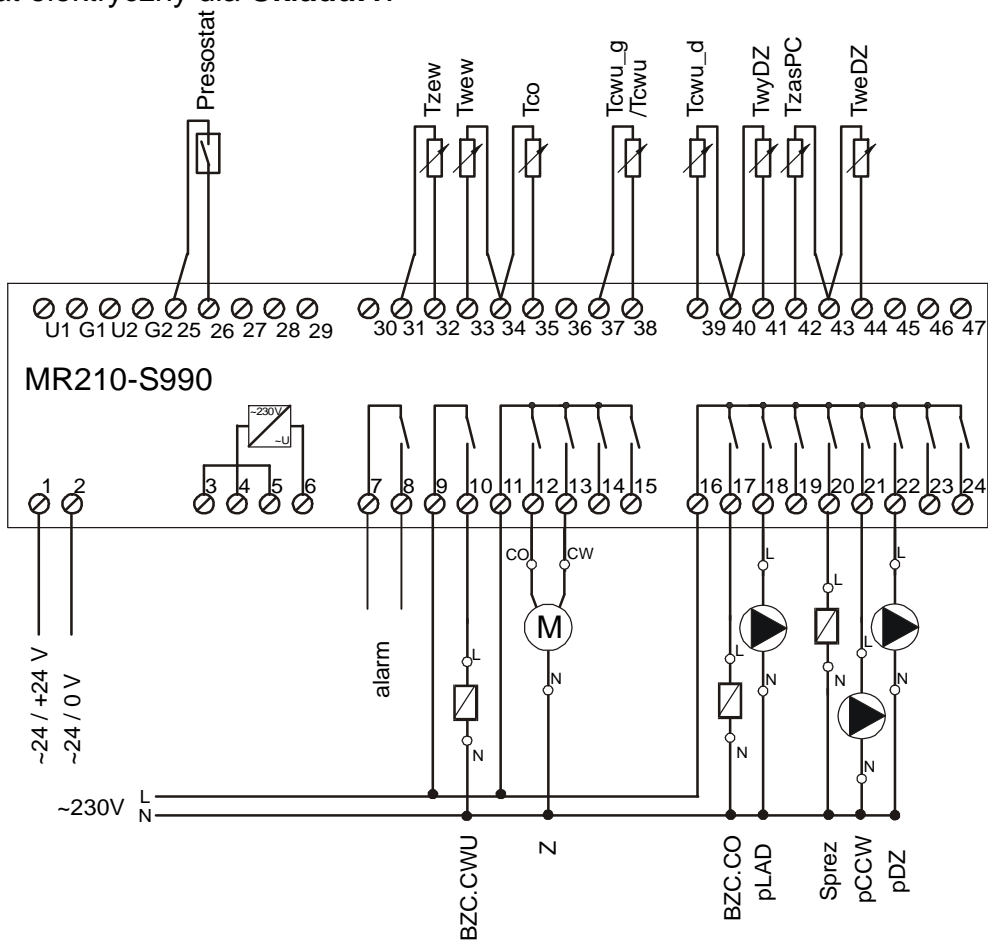 Presostat
Tzew
Twew
Tco
Tcwu_g
/Tcwu
Tcwu_d
TwyDZ
TzasPC
TweDZ
U1 G1 U2 G2 25 26 27 28 29
30 31 32 33 34 35 36 37 38
39 40 41 42 43 44 45 46 47
MR210-S990
~230V
~U
1 2
3 4 5 6
7 8 9 10 11 12 13 14 15
16 17 18 19 20 21 22 23 24
CO
CW
L
L
L
M
L
L
L
N
N
N
N
N
N
N
~24 / +24 V
~24 / 0 V
alarm
~230V
L
N
BZC.CWU
Z
BZC.CO
pLAD
Sprez
pCCW
pDZ